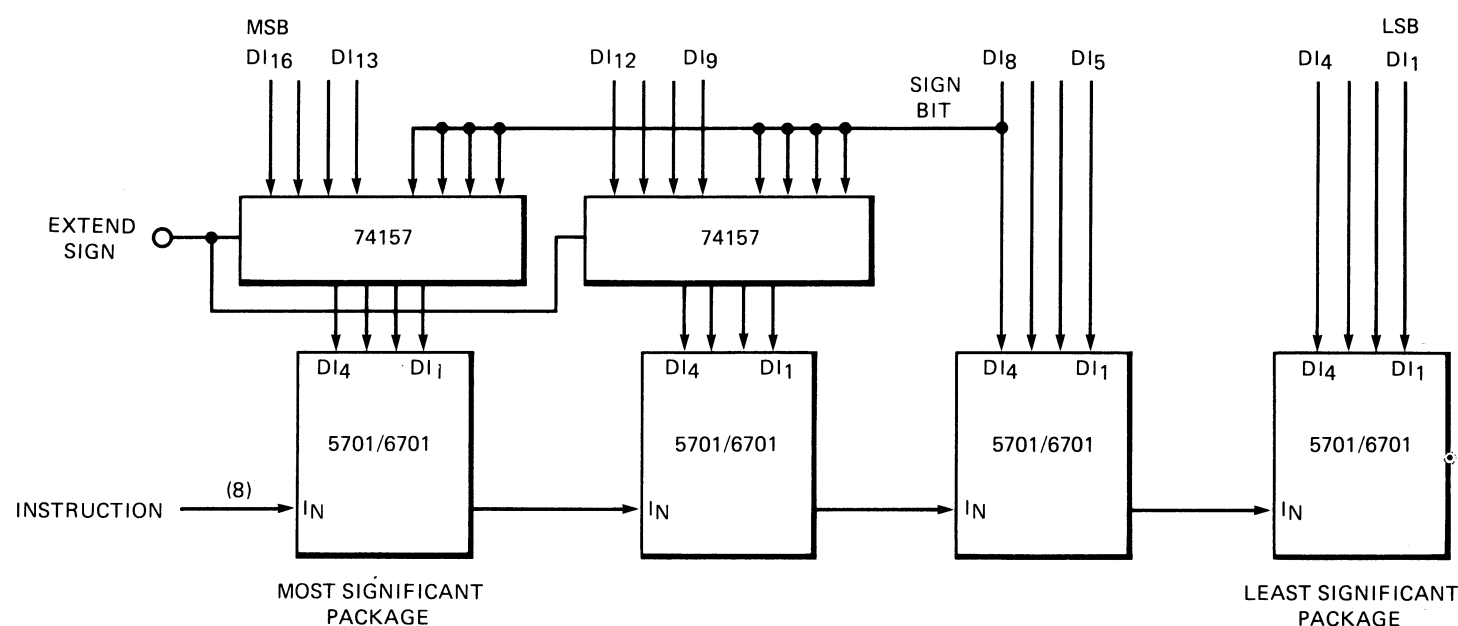 MSB
LSB
DI16 DI13
DI12 DI9
DI8 DI5
DI4 DI1
SIGN
BIT
EXTEND
SIGN
74157
74157
DI4 DI1
DI4 DI1
DI4 DI1
DI4 DI1
5701/6701
5701/6701
5701/6701
5701/6701
INSTRUCTION
(8)
IN
IN
IN
IN
MOST SIGNIFICANT
PACKAGE
LEAST SIGNIFICANT
PACKAGE